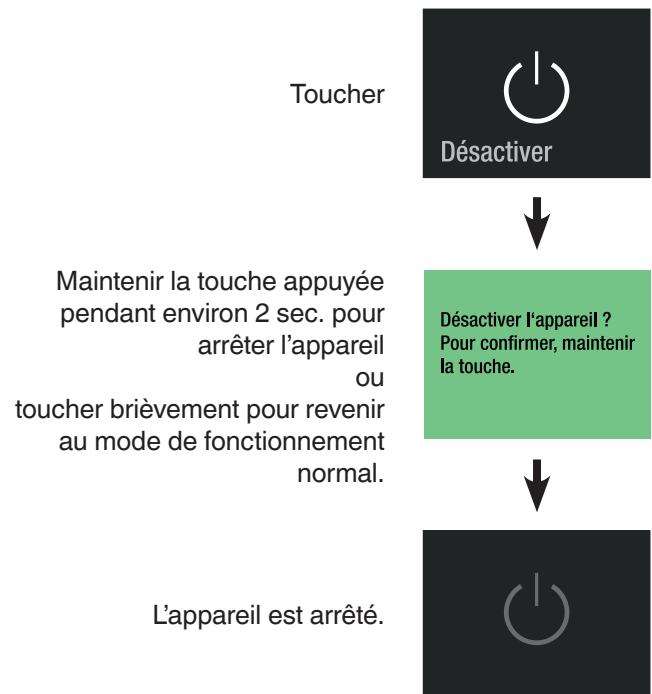 Toucher
Désactiver
Maintenir la touche appuyée
pendant environ 2 sec. pour
arrêter l’appareil
ou
toucher brièvement pour revenir
au mode de fonctionnement
normal.
Désactiver l‘appareil ?
Pour confirmer, maintenir
la touche.
L’appareil est arrêté.